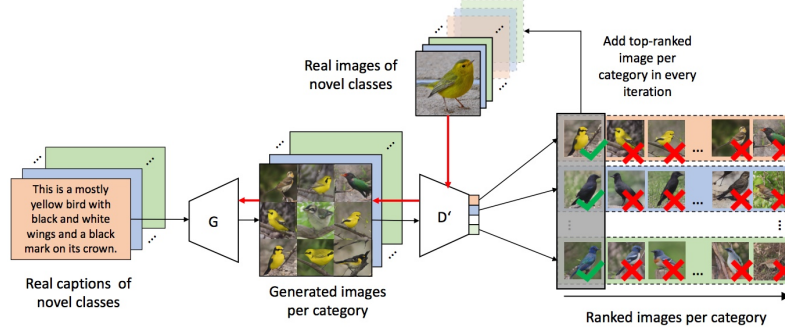 Real images of
novel classes
Add top-ranked
image per
category in every
iteration
This is a mostly
yellow bird with
black and white
wings and a black
mark on its crown.
G
D'
...
...
...
Real captions of
novel classes
Generated images
per category
Ranked images per category